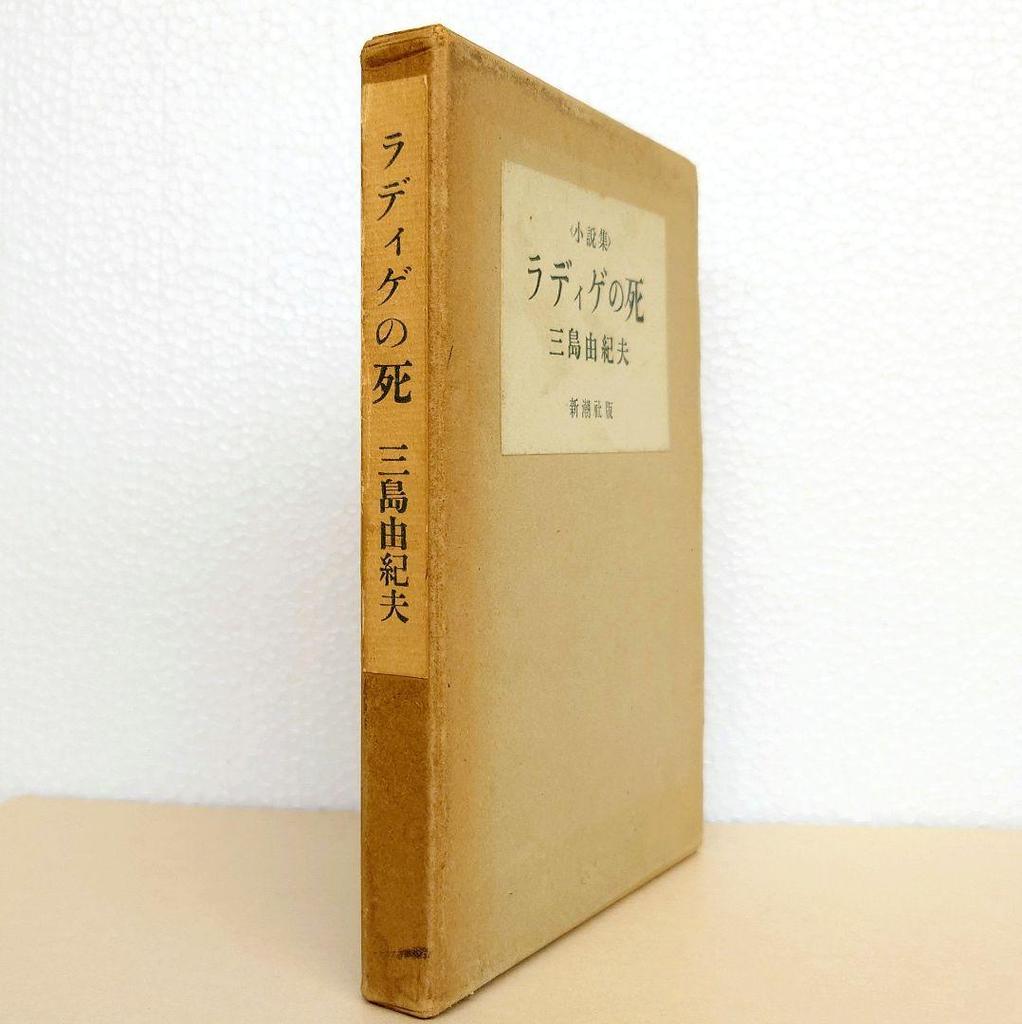 ラディゲの死 三島由紀夫
〈小説集〉
ラディゲの死
三島由紀夫
新潮社版